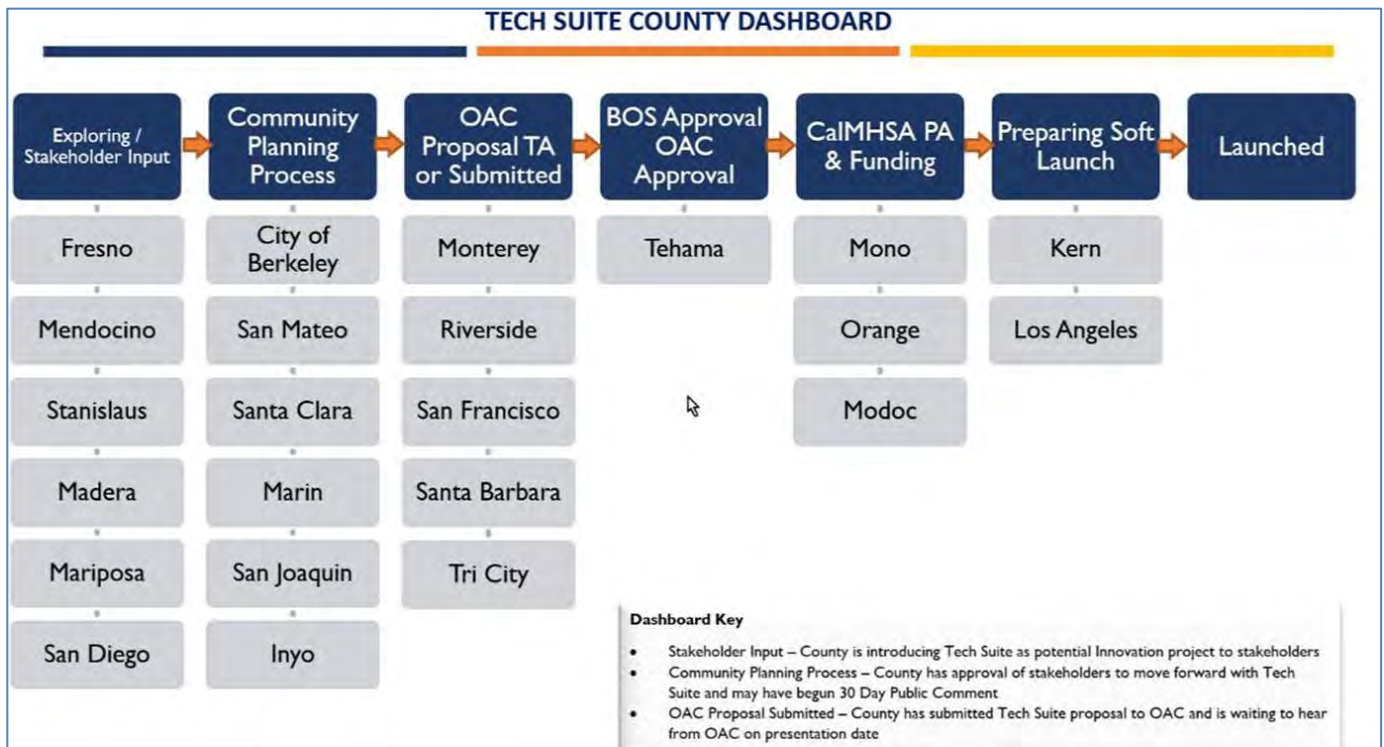 TECH SUITE COUNTY DASHBOARD
Exploring /
Stakeholder Input
Community
Planning
Process
OAC
Proposal TA
or Submitted
BOS Approval
OAC
Approval
CalMHSA PA
& Funding
Preparing Soft
Launch
Launched
Fresno
Mendocino
Stanislaus
Madera
Mariposa
San Diego
City of
Berkeley
San Mateo
Santa Clara
Marin
San Joaquin
Inyo
Monterey
Riverside
San Francisco
Santa Barbara
Tri City
Tehama
Mono
Orange
Modoc
Kern
Los Angeles
Dashboard Key
• Stakeholder Input – County is introducing Tech Suite as potential Innovation project to stakeholders
• Community Planning Process – County has approval of stakeholders to move forward with Tech
Suite and may have begun 30 Day Public Comment
• OAC Proposal Submitted – County has submitted Tech Suite proposal to OAC and is waiting to hear
from OAC on presentation date